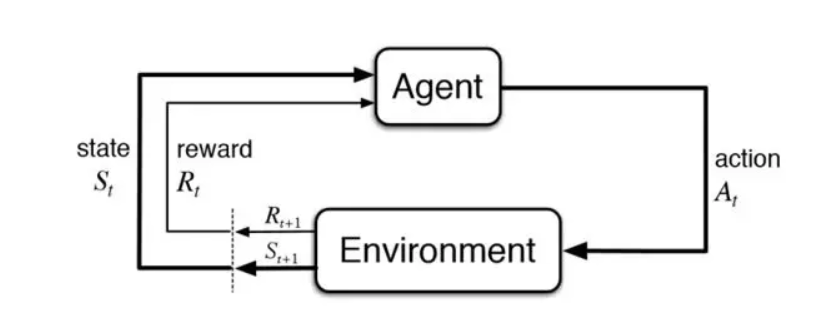 Agent
state
S_t
reward
R_t
action
A_t
R_{t+1}
S_{t+1}
Environment